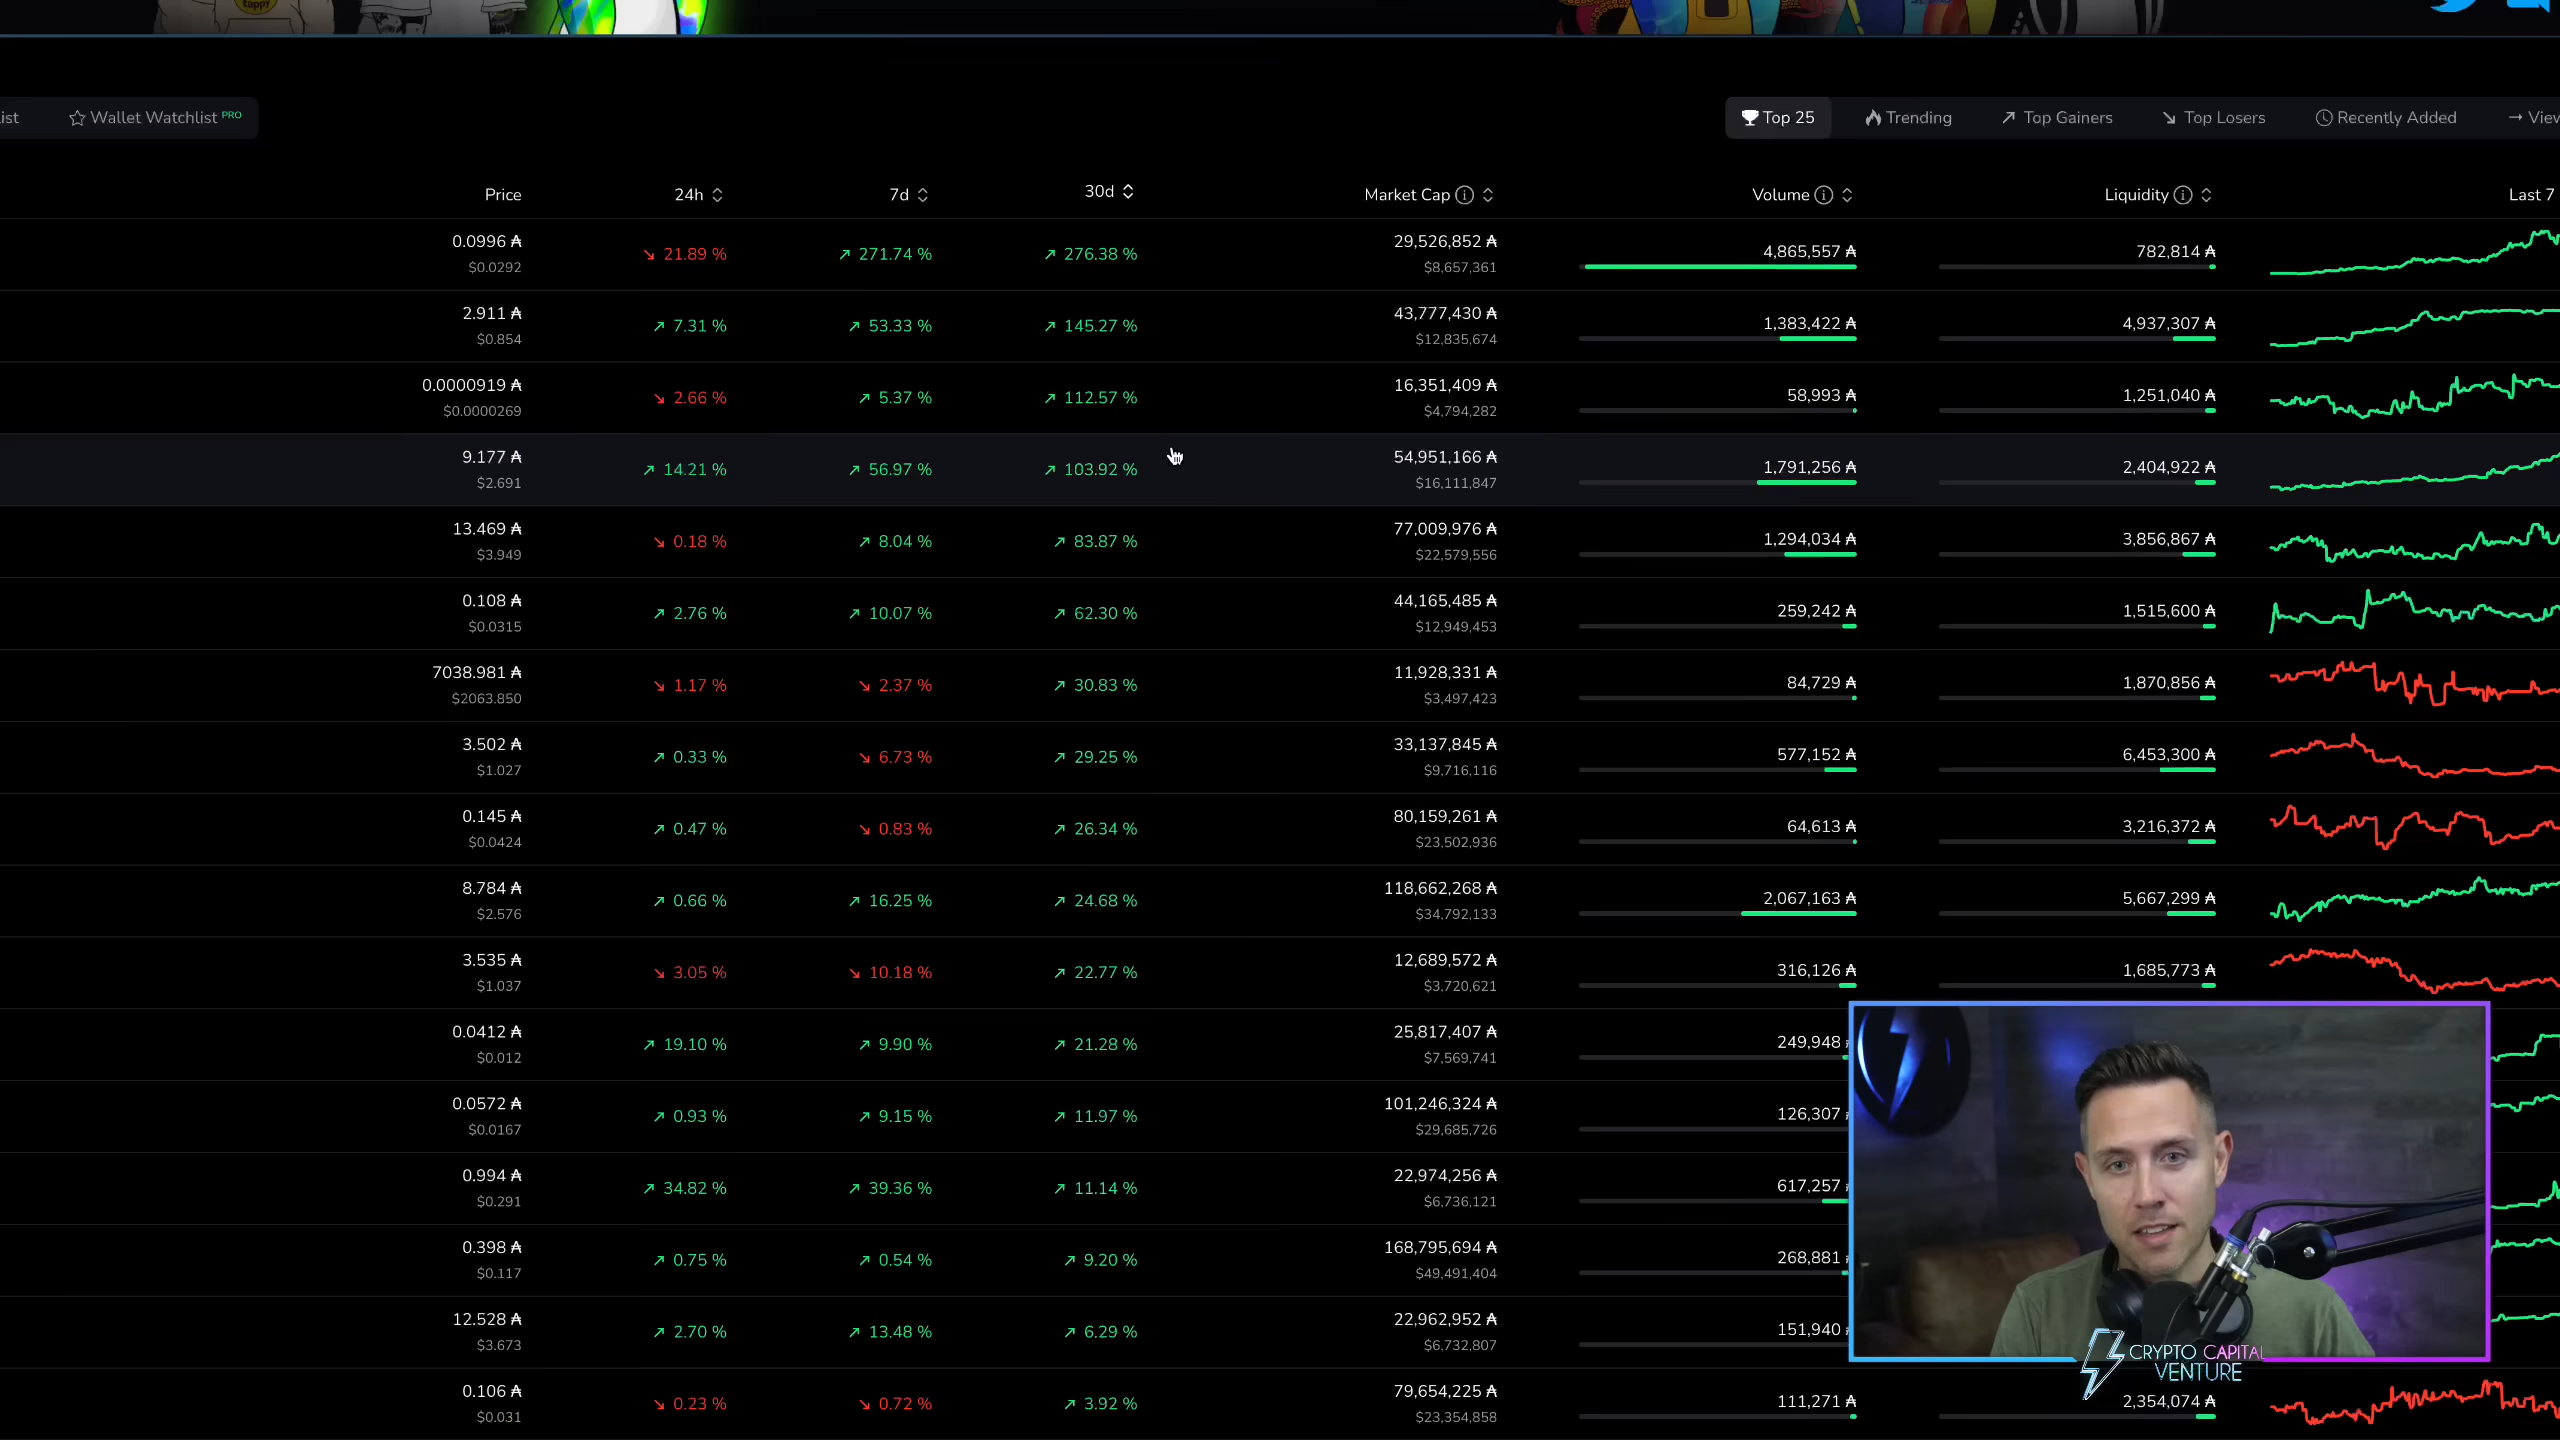 tappy
ist
Wallet Watchlist PRO
Top 25
Trending
Top Gainers
Top Losers
Recently Added
→ View
Price 24h 7d 30d Market Cap Volume Liquidity Last 7
0.0996 ₳ 21.89 % 271.74 % 276.38 % 29,526,852 ₳ 4,865,557 ₳ 782,814 ₳
$0.0292 $8,657,361
2.911 ₳ 7.31 % 53.33 % 145.27 % 43,777,430 ₳ 1,383,422 ₳ 4,937,307 ₳
$0.854 $12,835,674
0.0000919 ₳ 2.66 % 5.37 % 112.57 % 16,351,409 ₳ 58,993 ₳ 1,251,040 ₳
$0.0000269 $4,794,282
9.177 ₳ 14.21 % 56.97 % 103.92 % 54,951,166 ₳ 1,791,256 ₳ 2,404,922 ₳
$2.691 $16,111,847
13.469 ₳ 0.18 % 8.04 % 83.87 % 77,009,976 ₳ 1,294,034 ₳ 3,856,867 ₳
$3.949 $22,579,556
0.108 ₳ 2.76 % 10.07 % 62.30 % 44,165,485 ₳ 259,242 ₳ 1,515,600 ₳
$0.0315 $12,949,453
7038.981 ₳ 1.17 % 2.37 % 30.83 % 11,928,331 ₳ 84,729 ₳ 1,870,856 ₳
$2063.850 $3,497,423
3.502 ₳ 0.33 % 6.73 % 29.25 % 33,137,845 ₳ 577,152 ₳ 6,453,300 ₳
$1.027 $9,716,116
0.145 ₳ 0.47 % 0.83 % 26.34 % 80,159,261 ₳ 64,613 ₳ 3,216,372 ₳
$0.0424 $23,502,936
8.784 ₳ 0.66 % 16.25 % 24.68 % 118,662,268 ₳ 2,067,163 ₳ 5,667,299 ₳
$2.576 $34,792,133
3.535 ₳ 3.05 % 10.18 % 22.77 % 12,689,572 ₳ 316,126 ₳ 1,685,773 ₳
$1.037 $3,720,621
0.0412 ₳ 19.10 % 9.90 % 21.28 % 25,817,407 ₳ 249,948
$0.012 $7,569,741
0.0572 ₳ 0.93 % 9.15 % 11.97 % 101,246,324 ₳ 126,307
$0.0167 $29,685,726
0.994 ₳ 34.82 % 39.36 % 11.14 % 22,974,256 ₳ 617,257
$0.291 $6,736,121
0.398 ₳ 0.75 % 0.54 % 9.20 % 168,795,694 ₳ 268,881
$0.117 $49,491,404
12.528 ₳ 2.70 % 13.48 % 6.29 % 22,962,952 ₳ 151,940
$3.673 $6,732,807
CRYPTO CAPITAL
VENTURE
0.106 ₳ 0.23 % 0.72 % 3.92 % 79,654,225 ₳ 111,271 ₳ 2,354,074 ₳
$0.031 $23,354,858